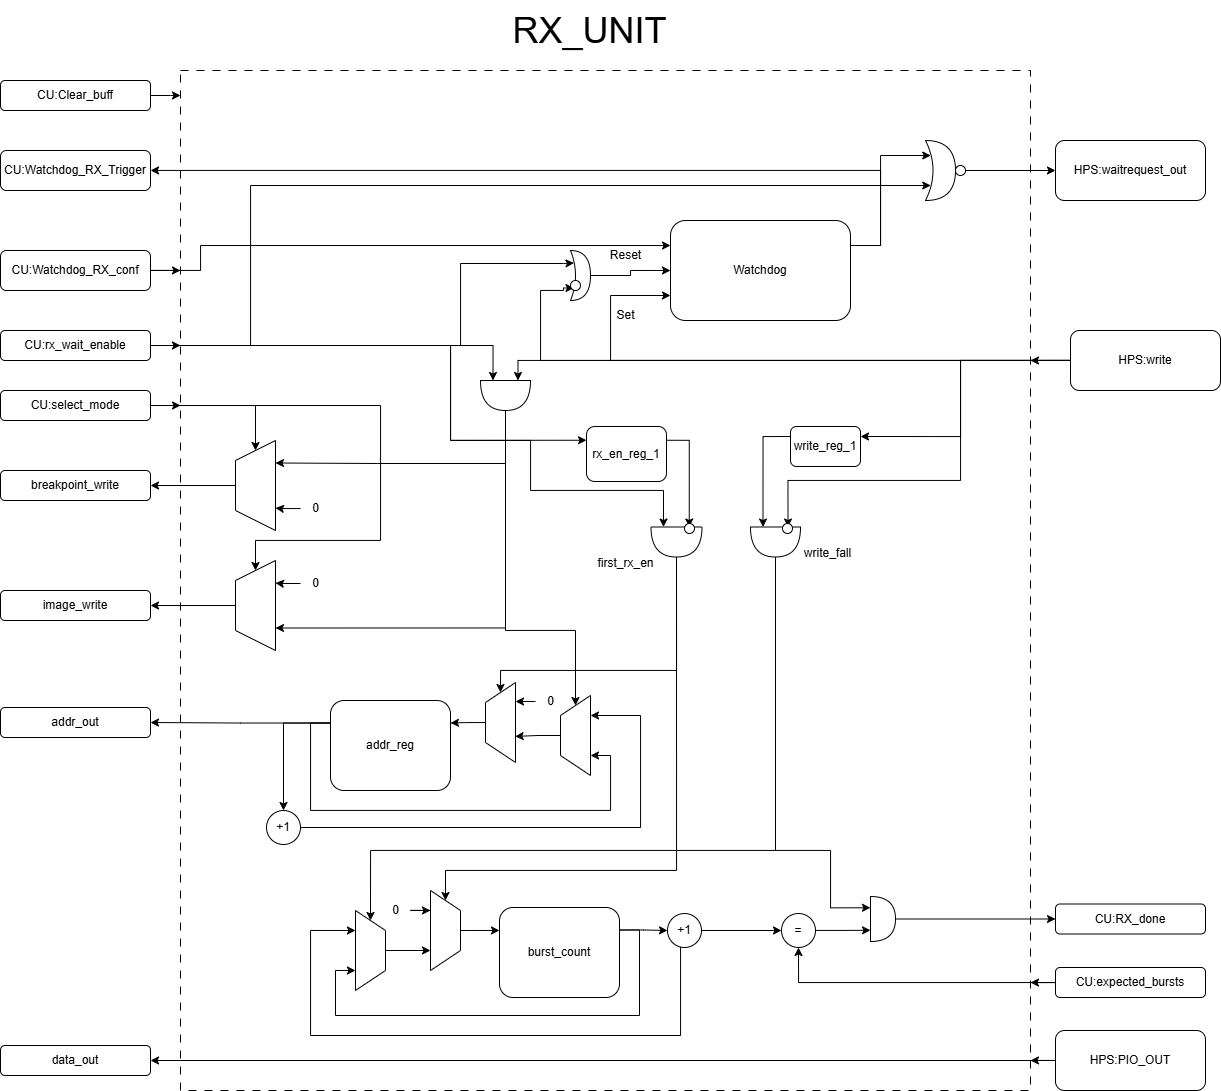 RX_UNIT
CU:Clear_buff
CU:Watchdog_RX_Trigger
HPS:waitrequest_out
CU:Watchdog_RX_conf
Reset
Watchdog
Set
CU:rx_wait_enable
HPS:write
CU:select_mode
rx_en_reg_1
write_reg_1
breakpoint_write
0
first_rx_en
write_fall
0
image_write
0
addr_out
addr_reg
+1
0
burst_count
+1
=
CU:RX_done
CU:expected_bursts
data_out
HPS:PIO_OUT